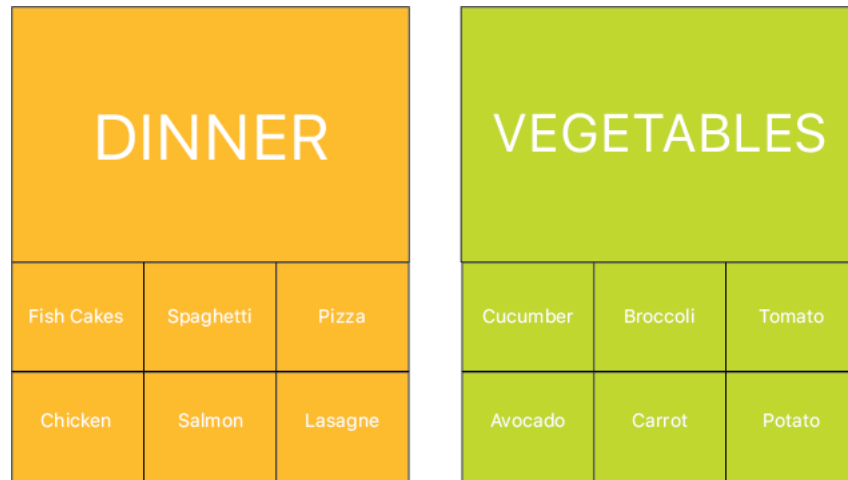 DINNER
Fish Cakes Spaghetti Pizza
Chicken Salmon Lasagne
VEGETABLES
Cucumber Broccoli Tomato
Avocado Carrot Potato